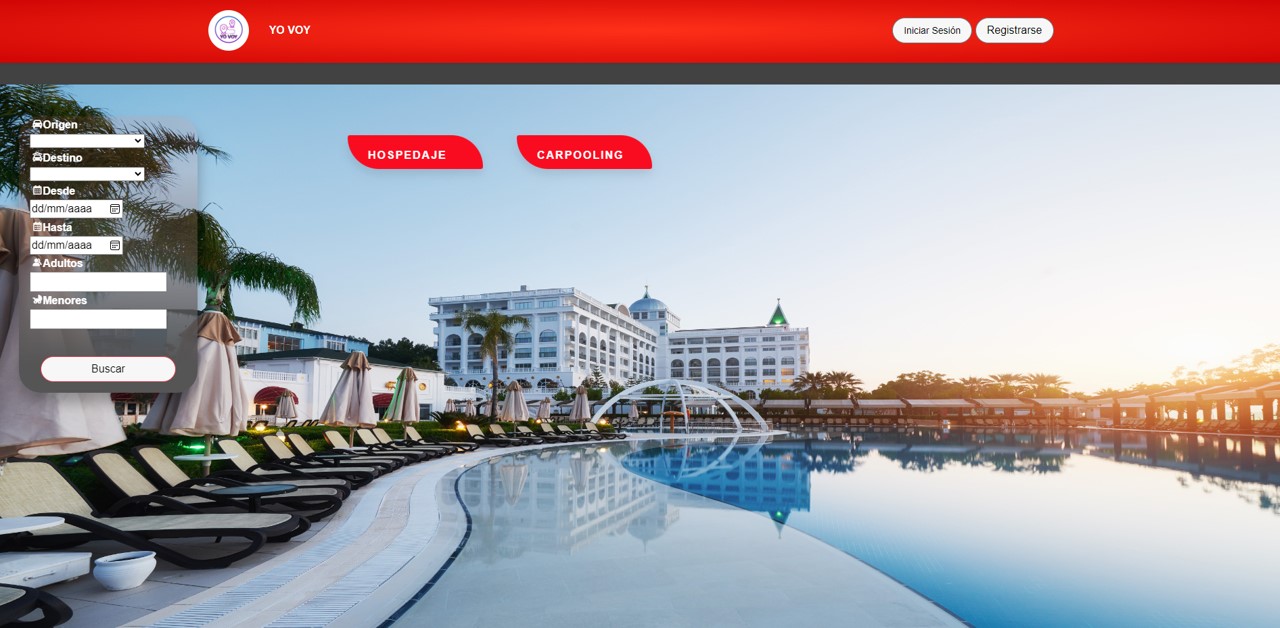 YO VOY
YO VOY
Iniciar Sesión
Registrarse
HOSPEDAJE
CARPOOLING
Origen
Destino
Desde
dd/mm/aaaa
Hasta
dd/mm/aaaa
Adultos
Menores
Buscar